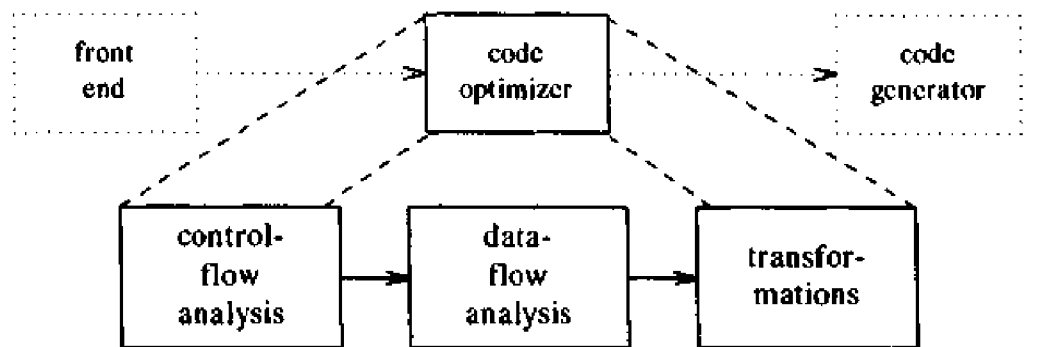 front
end
code
optimizer
code
generator
control-
flow
analysis
data-
flow
analysis
transfor-
mations